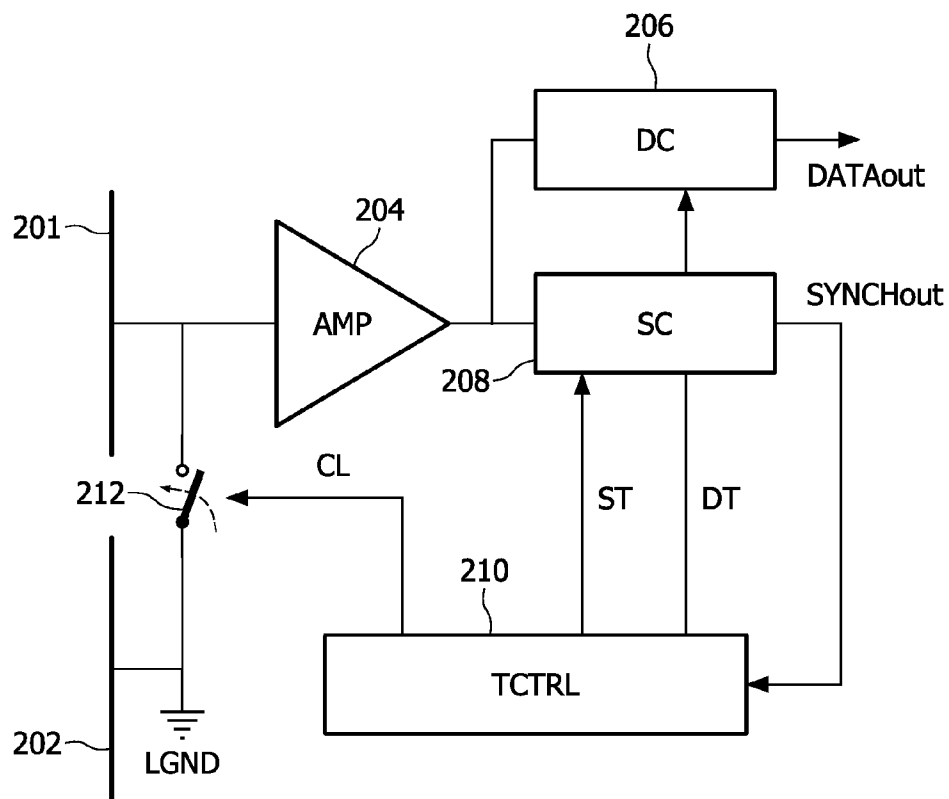 206
DC
DATAout
201
204
AMP
SYNCHout
SC
208
CL
212
ST
DT
210
TCTRL
202
LGND